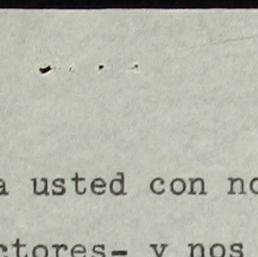 a usted con no
ctores- y nos